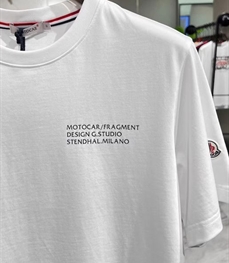 MOTOCAR/FRAGMENT
DESIGN G.STUDIO
STENDHAL.MILANO